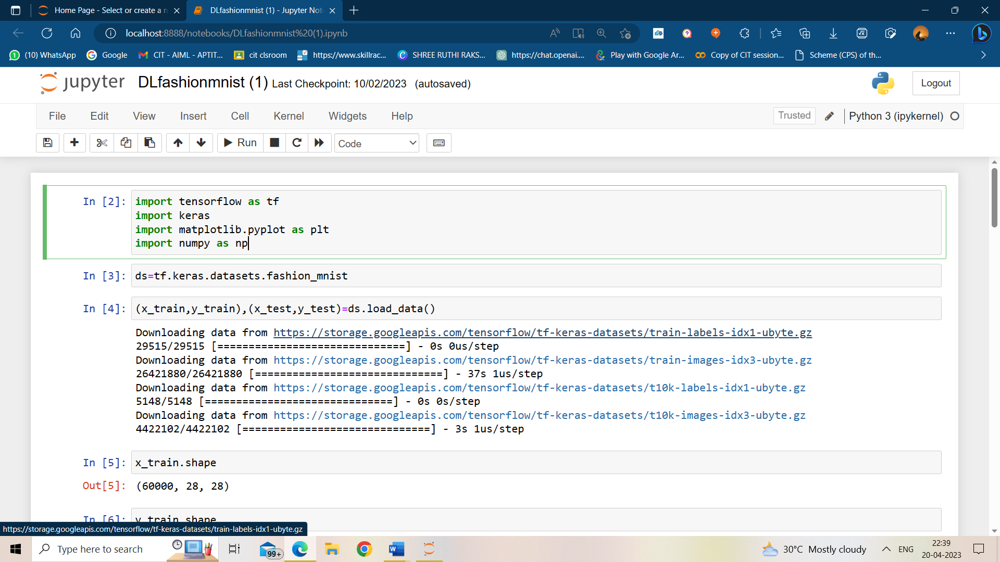 Home Page - Select or create a n
DLfashionmnist (1) - Jupyter Not
localhost:8888/notebooks/DLfashionmnist%20(1).ipynb
(10) WhatsApp
Google
CIT - AIML - APTIT...
cit clsroom
https://www.skillrac...
SHREE RUTHI RAKS...
https://chat.openai....
Play with Google Ar...
Copy of CIT session...
Scheme (CPS) of th...
jupyter DLfashionmnist (1) Last Checkpoint: 10/02/2023 (autosaved)
Logout
File Edit View Insert Cell Kernel Widgets Help
Trusted
Python 3 (ipykernel)
Run
Code
In [2]: import tensorflow as tf
import keras
import matplotlib.pyplot as plt
import numpy as np
In [3]: ds=tf.keras.datasets.fashion_mnist
In [4]: (x_train,y_train),(x_test,y_test)=ds.load_data()
Downloading data from https://storage.googleapis.com/tensorflow/tf-keras-datasets/train-labels-idx1-ubyte.gz
29515/29515 [==============================] - 0s 0us/step
Downloading data from https://storage.googleapis.com/tensorflow/tf-keras-datasets/train-images-idx3-ubyte.gz
26421880/26421880 [==============================] - 37s 1us/step
Downloading data from https://storage.googleapis.com/tensorflow/tf-keras-datasets/t10k-labels-idx1-ubyte.gz
5148/5148 [==============================] - 0s 0s/step
Downloading data from https://storage.googleapis.com/tensorflow/tf-keras-datasets/t10k-images-idx3-ubyte.gz
4422102/4422102 [==============================] - 3s 1us/step
In [5]: x_train.shape
Out[5]: (60000, 28, 28)
In [6]: y_train.shape
https://storage.googleapis.com/tensorflow/tf-keras-datasets/train-labels-idx1-ubyte.gz
Type here to search
99+
30°C Mostly cloudy
ENG
22:39
20-04-2023